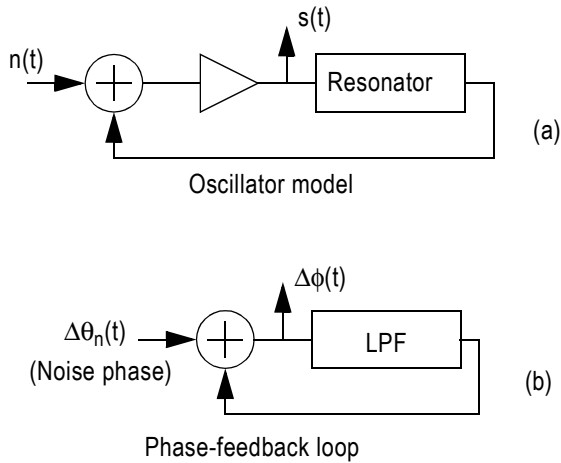 s(t)
n(t)
Resonator
(a)
Oscillator model
Δϕ(t)
Δθn(t)
(Noise phase)
LPF
(b)
Phase-feedback loop